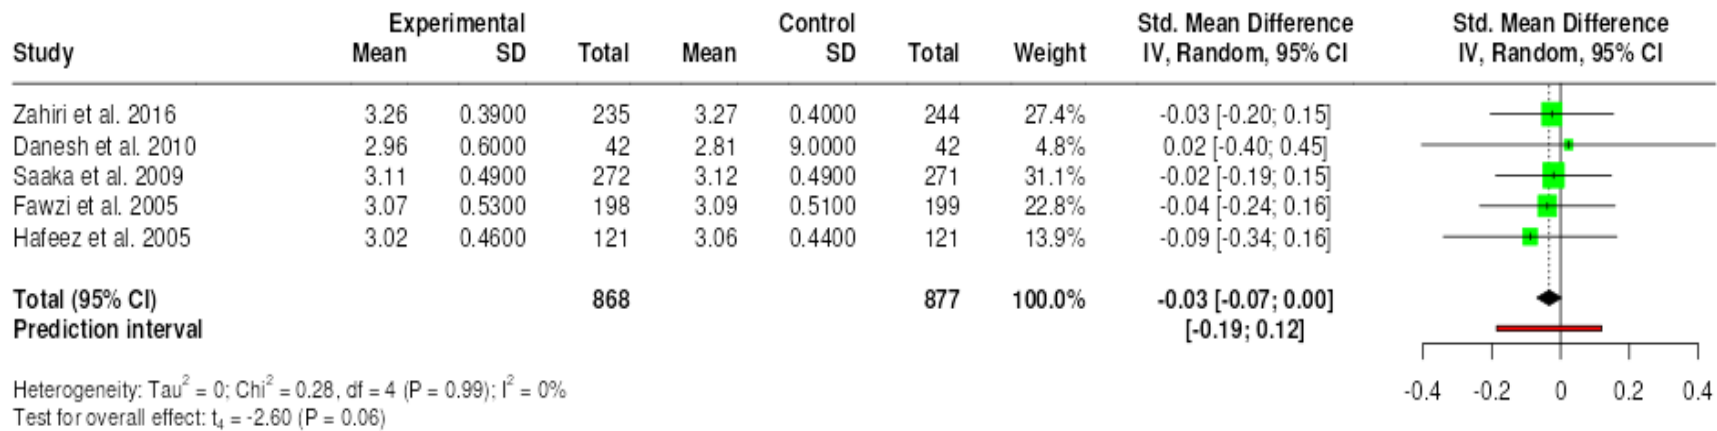 Experimental Control Std. Mean Difference Std. Mean Difference
Study Mean SD Total Mean SD Total Weight IV, Random, 95% CI IV, Random, 95% CI
Zahiri et al. 2016 3.26 0.3900 235 3.27 0.4000 244 27.4% -0.03 [-0.20; 0.15]
Danesh et al. 2010 2.96 0.6000 42 2.81 9.0000 42 4.8% 0.02 [-0.40; 0.45]
Saaka et al. 2009 3.11 0.4900 272 3.12 0.4900 271 31.1% -0.02 [-0.19; 0.15]
Fawzi et al. 2005 3.07 0.5300 198 3.09 0.5100 199 22.8% -0.04 [-0.24; 0.16]
Hafeez et al. 2005 3.02 0.4600 121 3.06 0.4400 121 13.9% -0.09 [-0.34; 0.16]
Total (95% CI) 868 877 100.0% -0.03 [-0.07; 0.00]
Prediction interval [-0.19; 0.12]
-0.4 -0.2 0 0.2 0.4
Heterogeneity: Tau² = 0; Chi² = 0.28, df = 4 (P = 0.99); I² = 0%
Test for overall effect: t₄ = -2.60 (P = 0.06)